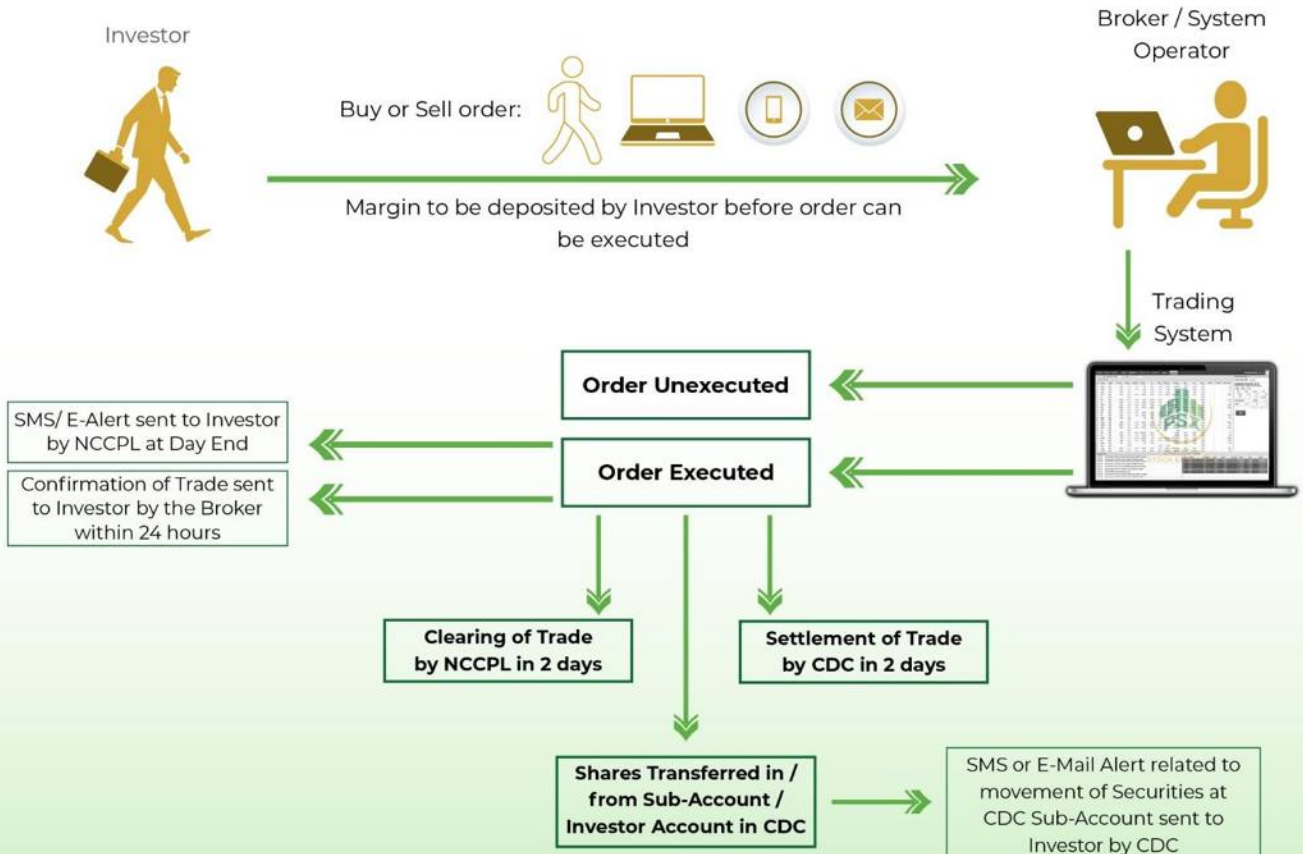 Investor
Broker / System
Operator
Buy or Sell order:
Margin to be deposited by Investor before order can
be executed
Trading
System
Order Unexecuted
SMS/ E-Alert sent to Investor
by NCCPL at Day End
Order Executed
Confirmation of Trade sent
to Investor by the Broker
within 24 hours
PSX
Clearing of Trade
by NCCPL in 2 days
Settlement of Trade
by CDC in 2 days
Shares Transferred in /
from Sub-Account /
Investor Account in CDC
SMS or E-Mail Alert related to
movement of Securities at
CDC Sub-Account sent to
Investor by CDC